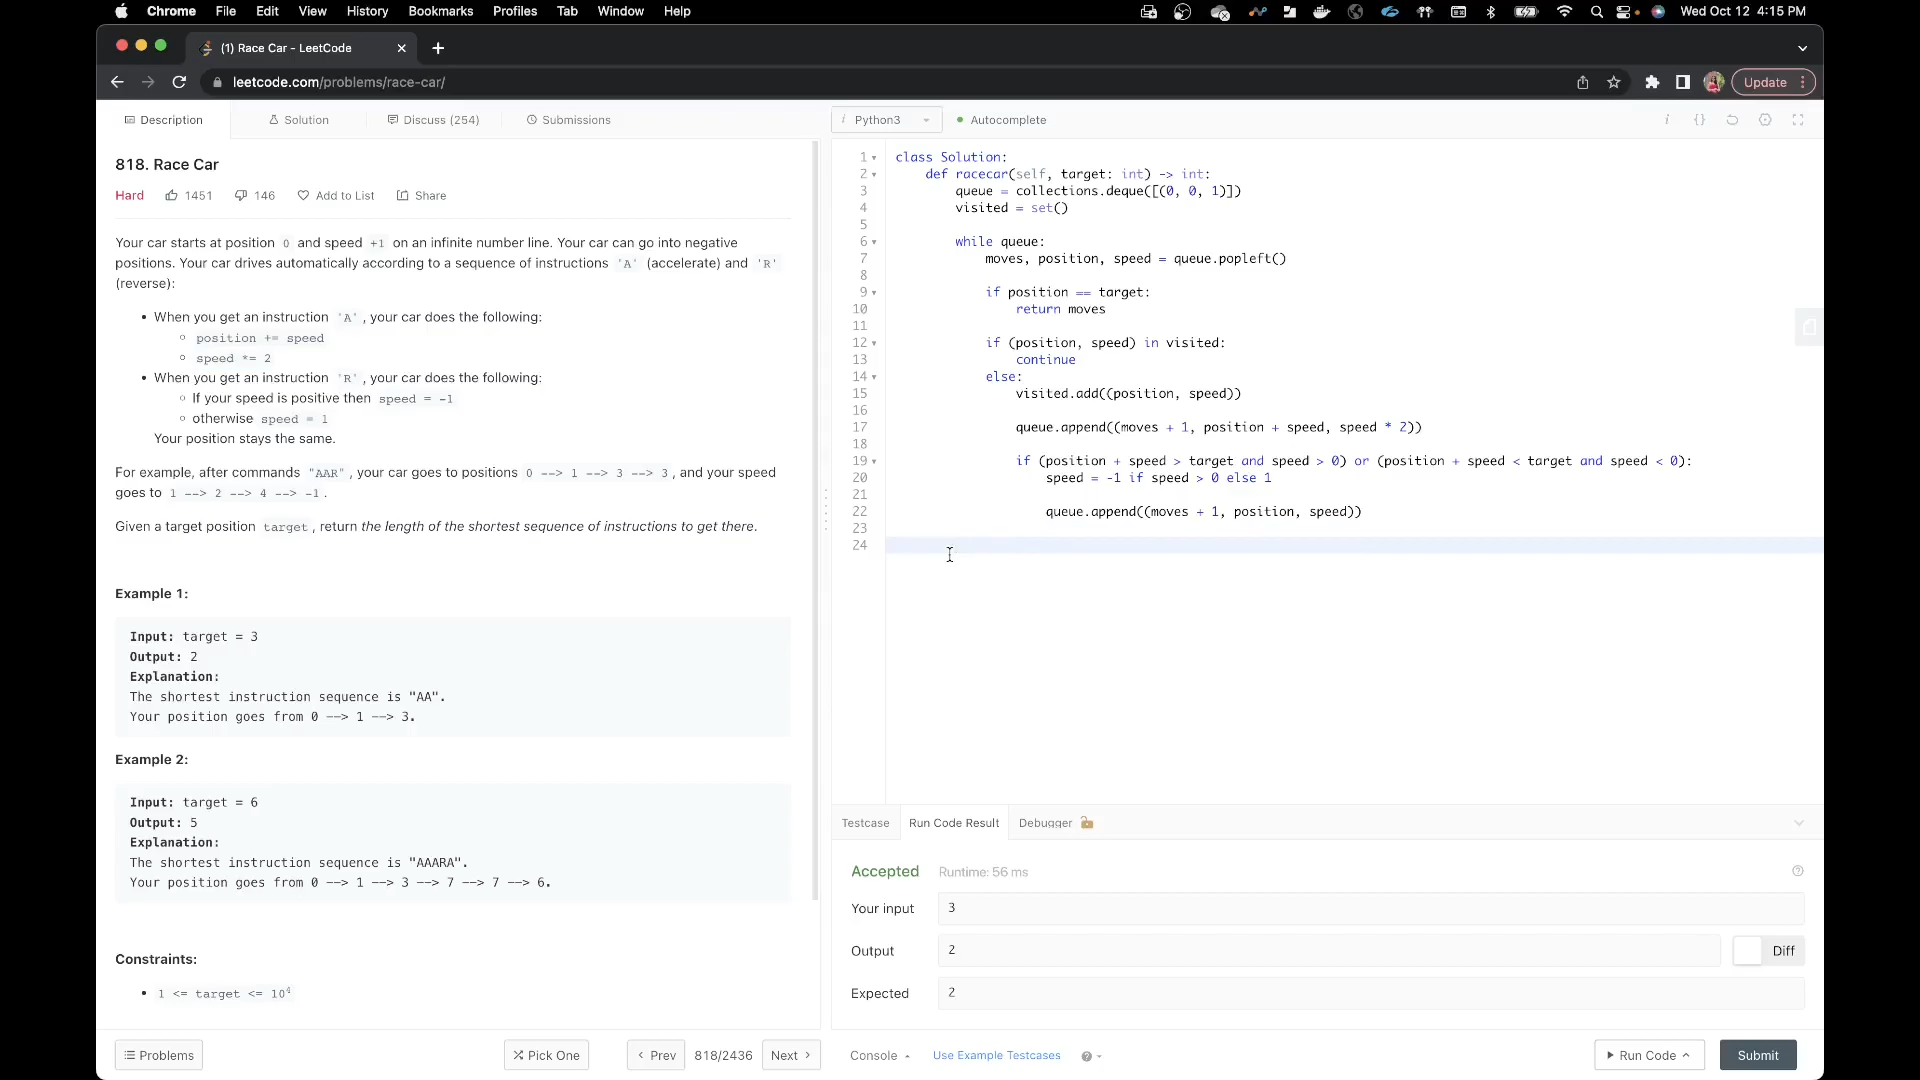 Chrome File Edit View History Bookmarks Profiles Tab Window Help Wed Oct 12 4:15 PM
(1) Race Car - LeetCode
leetcode.com/problems/race-car/ Update
Description Solution Discuss (254) Submissions
818. Race Car
Hard 1451 146 Add to List Share
Your car starts at position 0 and speed +1 on an infinite number line. Your car can go into negative
positions. Your car drives automatically according to a sequence of instructions 'A' (accelerate) and 'R'
(reverse):
• When you get an instruction 'A', your car does the following:
position += speed
speed *= 2
• When you get an instruction 'R', your car does the following:
If your speed is positive then speed = -1
otherwise speed = 1
Your position stays the same.
For example, after commands "AAR", your car goes to positions 0 --> 1 --> 3 --> 3, and your speed
goes to 1 --> 2 --> 4 --> -1.
Given a target position target, return the length of the shortest sequence of instructions to get there.
Example 1:
Input: target = 3
Output: 2
Explanation:
The shortest instruction sequence is "AA".
Your position goes from 0 --> 1 --> 3.
Example 2:
Input: target = 6
Output: 5
Explanation:
The shortest instruction sequence is "AAARA".
Your position goes from 0 --> 1 --> 3 --> 7 --> 7 --> 6.
Constraints:
• 1 <= target <= 10⁴
Problems Pick One Prev 818/2436 Next
i Python3 Autocomplete i {}
1 class Solution:
2 def racecar(self, target: int) -> int:
3 queue = collections.deque([(0, 0, 1)])
4 visited = set()
5
6 while queue:
7 moves, position, speed = queue.popleft()
8
9 if position == target:
10 return moves
11
12 if (position, speed) in visited:
13 continue
14 else:
15 visited.add((position, speed))
16
17 queue.append((moves + 1, position + speed, speed * 2))
18
19 if (position + speed > target and speed > 0) or (position + speed < target and speed < 0):
20 speed = -1 if speed > 0 else 1
21
22 queue.append((moves + 1, position, speed))
23
24
Testcase Run Code Result Debugger
Accepted Runtime: 56 ms
Your input 3
Output 2 Diff
Expected 2
Console Use Example Testcases Run Code Submit